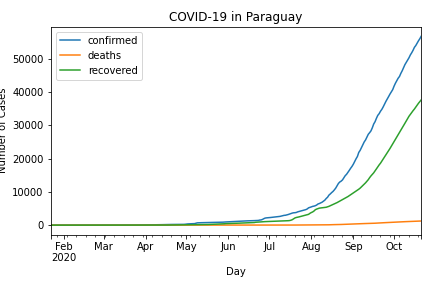 COVID-19 in Paraguay
confirmed
deaths
recovered
Number of Cases
50000
40000
30000
20000
10000
0
Feb Mar Apr May Jun Jul Aug Sep Oct
2020
Day